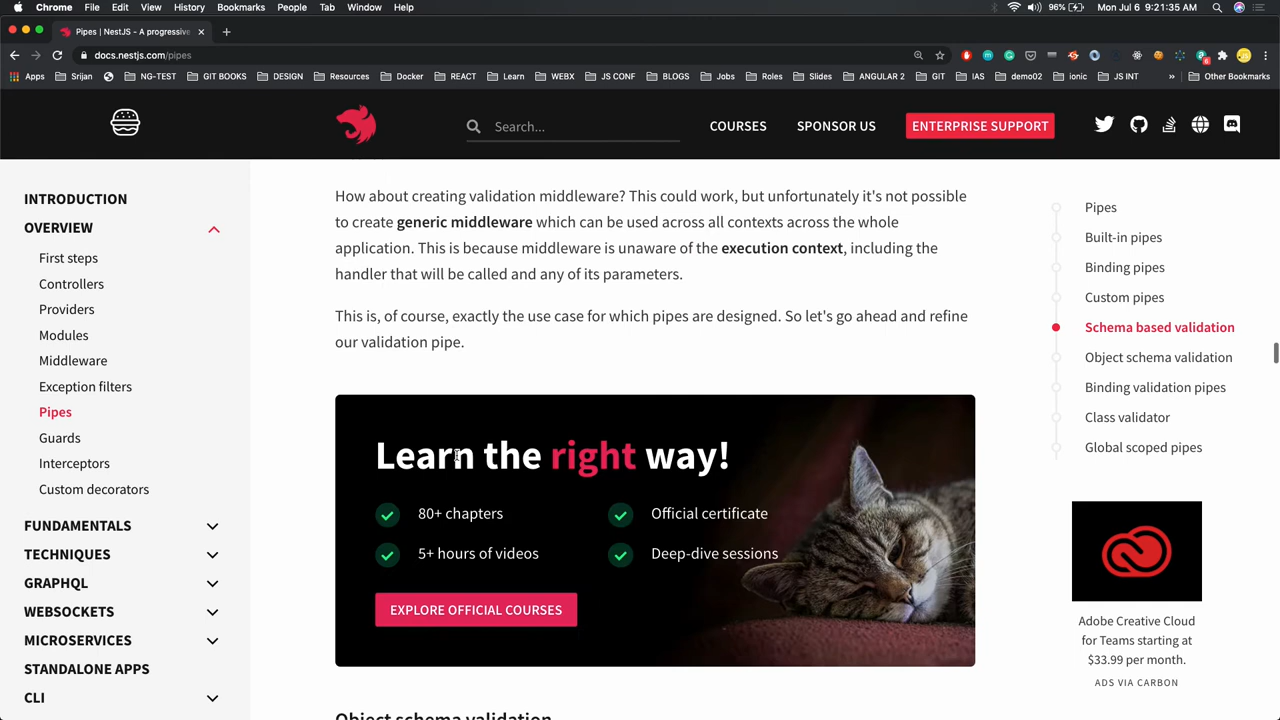 Chrome File Edit View History Bookmarks People Tab Window Help
96% Mon Jul 6 9:21:35 AM
Pipes | NestJS - A progressive
docs.nestjs.com/pipes
Apps Srijan NG-TEST GIT BOOKS DESIGN Resources Docker REACT Learn WEBX JS CONF BLOGS Jobs Roles Slides ANGULAR 2 GIT IAS demo02 ionic JS INT » Other Bookmarks
Search...
COURSES
SPONSOR US
ENTERPRISE SUPPORT
INTRODUCTION
OVERVIEW
First steps
Controllers
Providers
Modules
Middleware
Exception filters
Pipes
Guards
Interceptors
Custom decorators
FUNDAMENTALS
TECHNIQUES
GRAPHQL
WEBSOCKETS
MICROSERVICES
STANDALONE APPS
CLI
How about creating validation middleware? This could work, but unfortunately it's not possible
to create generic middleware which can be used across all contexts across the whole
application. This is because middleware is unaware of the execution context, including the
handler that will be called and any of its parameters.
This is, of course, exactly the use case for which pipes are designed. So let's go ahead and refine
our validation pipe.
Learn the right way!
80+ chapters
Official certificate
5+ hours of videos
Deep-dive sessions
EXPLORE OFFICIAL COURSES
Object schema validation
Pipes
Built-in pipes
Binding pipes
Custom pipes
Schema based validation
Object schema validation
Binding validation pipes
Class validator
Global scoped pipes
Adobe Creative Cloud
for Teams starting at
$33.99 per month.
ADS VIA CARBON